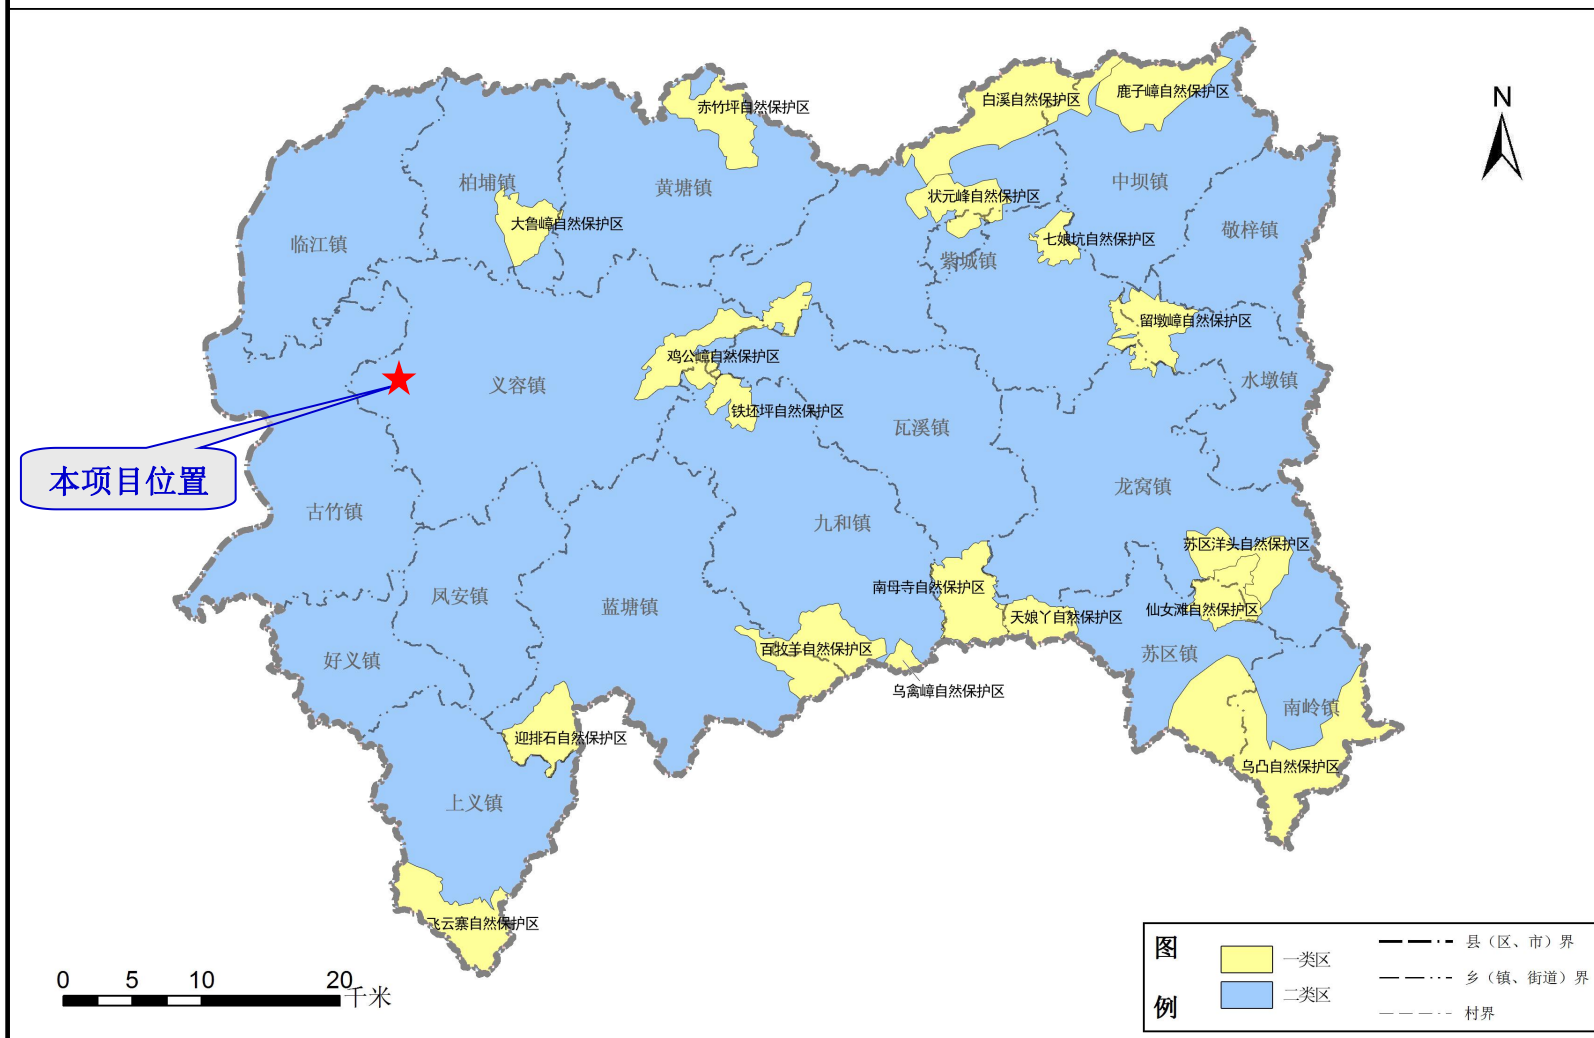 N
鹿子嶂自然保护区
白溪自然保护区
赤竹坪自然保护区
柏埔镇
黄塘镇
中坝镇
状元峰自然保护区
大鲁嶂自然保护区
敬梓镇
临江镇
七娘坑自然保护区
紫城镇
留墩嶂自然保护区
鸡公嶂自然保护区
义容镇
水墩镇
铁坯坪自然保护区
瓦溪镇
本项目位置
龙窝镇
古竹镇
九和镇
苏区洋头自然保护区
南母寺自然保护区
凤安镇
蓝塘镇
仙女滩自然保护区
天娘丫自然保护区
百牧羊自然保护区
苏区镇
好义镇
乌禽嶂自然保护区
南岭镇
迎排石自然保护区
乌凸自然保护区
上义镇
飞云寨自然保护区
0 5 10 20
千米
图例
一类区
二类区
县（区、市）界
乡（镇、街道）界
村界